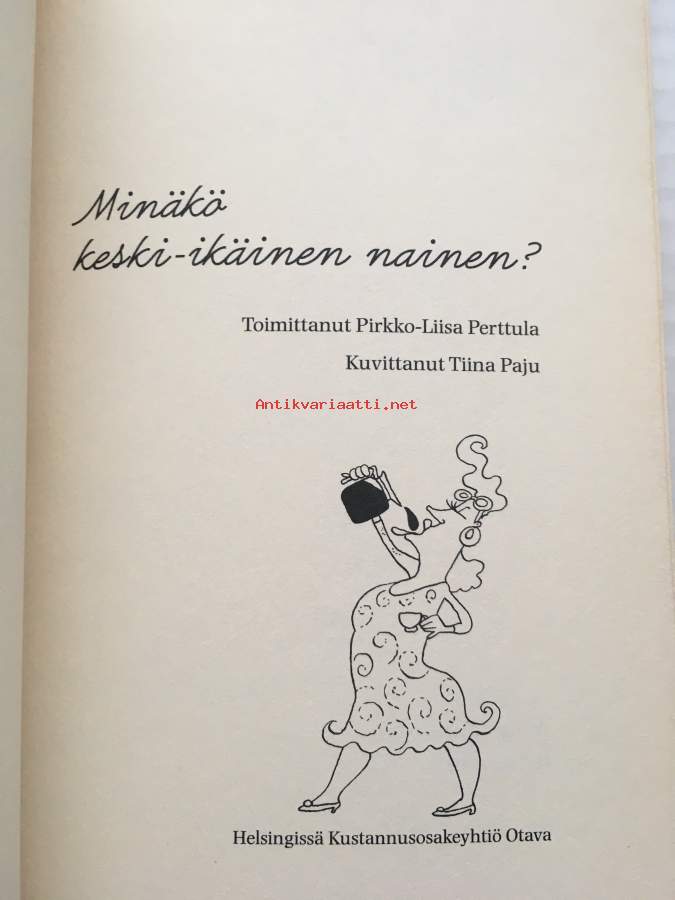 Minäkö
keski-ikäinen nainen?
Toimittanut Pirkko-Liisa Perttula
Kuvittanut Tiina Paju
Antikvariaatti.net
Helsingissä Kustannusosakeyhtiö Otava